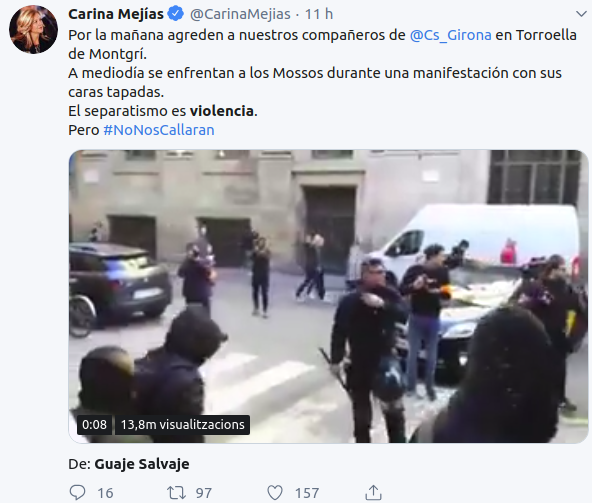 Carina Mejías @CarinaMejias · 11 h
Por la mañana agreden a nuestros compañeros de @Cs_Girona en Torroella
de Montgrí.
A mediodía se enfrentan a los Mossos durante una manifestación con sus
caras tapadas.
El separatismo es violencia.
Pero #NoNosCallaran
0:08 13,8m visualitzacions
De: Guaje Salvaje
16 97 157